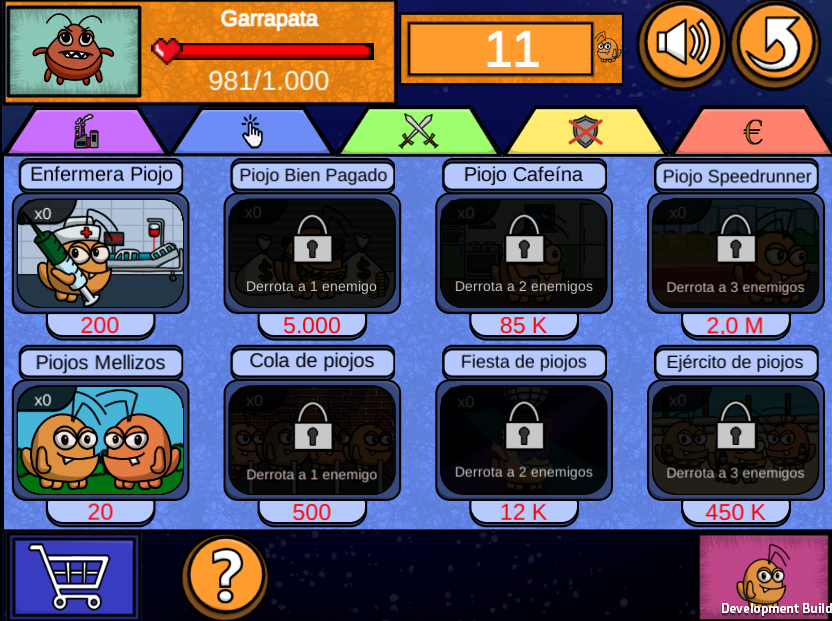 Garrapata
981/1.000
11
€
Enfermera Piojo
Piojo Bien Pagado
Piojo Cafeína
Piojo Speedrunner
x0
x0
x0
x0
$
$
Derrota a 1 enemigo
Derrota a 2 enemigos
Derrota a 3 enemigos
200
5.000
85 K
2,0 M
Piojos Mellizos
Cola de piojos
Fiesta de piojos
Ejército de piojos
x0
x0
x0
x0
Derrota a 1 enemigo
Derrota a 2 enemigos
Derrota a 3 enemigos
20
500
12 K
450 K
?
Development Build